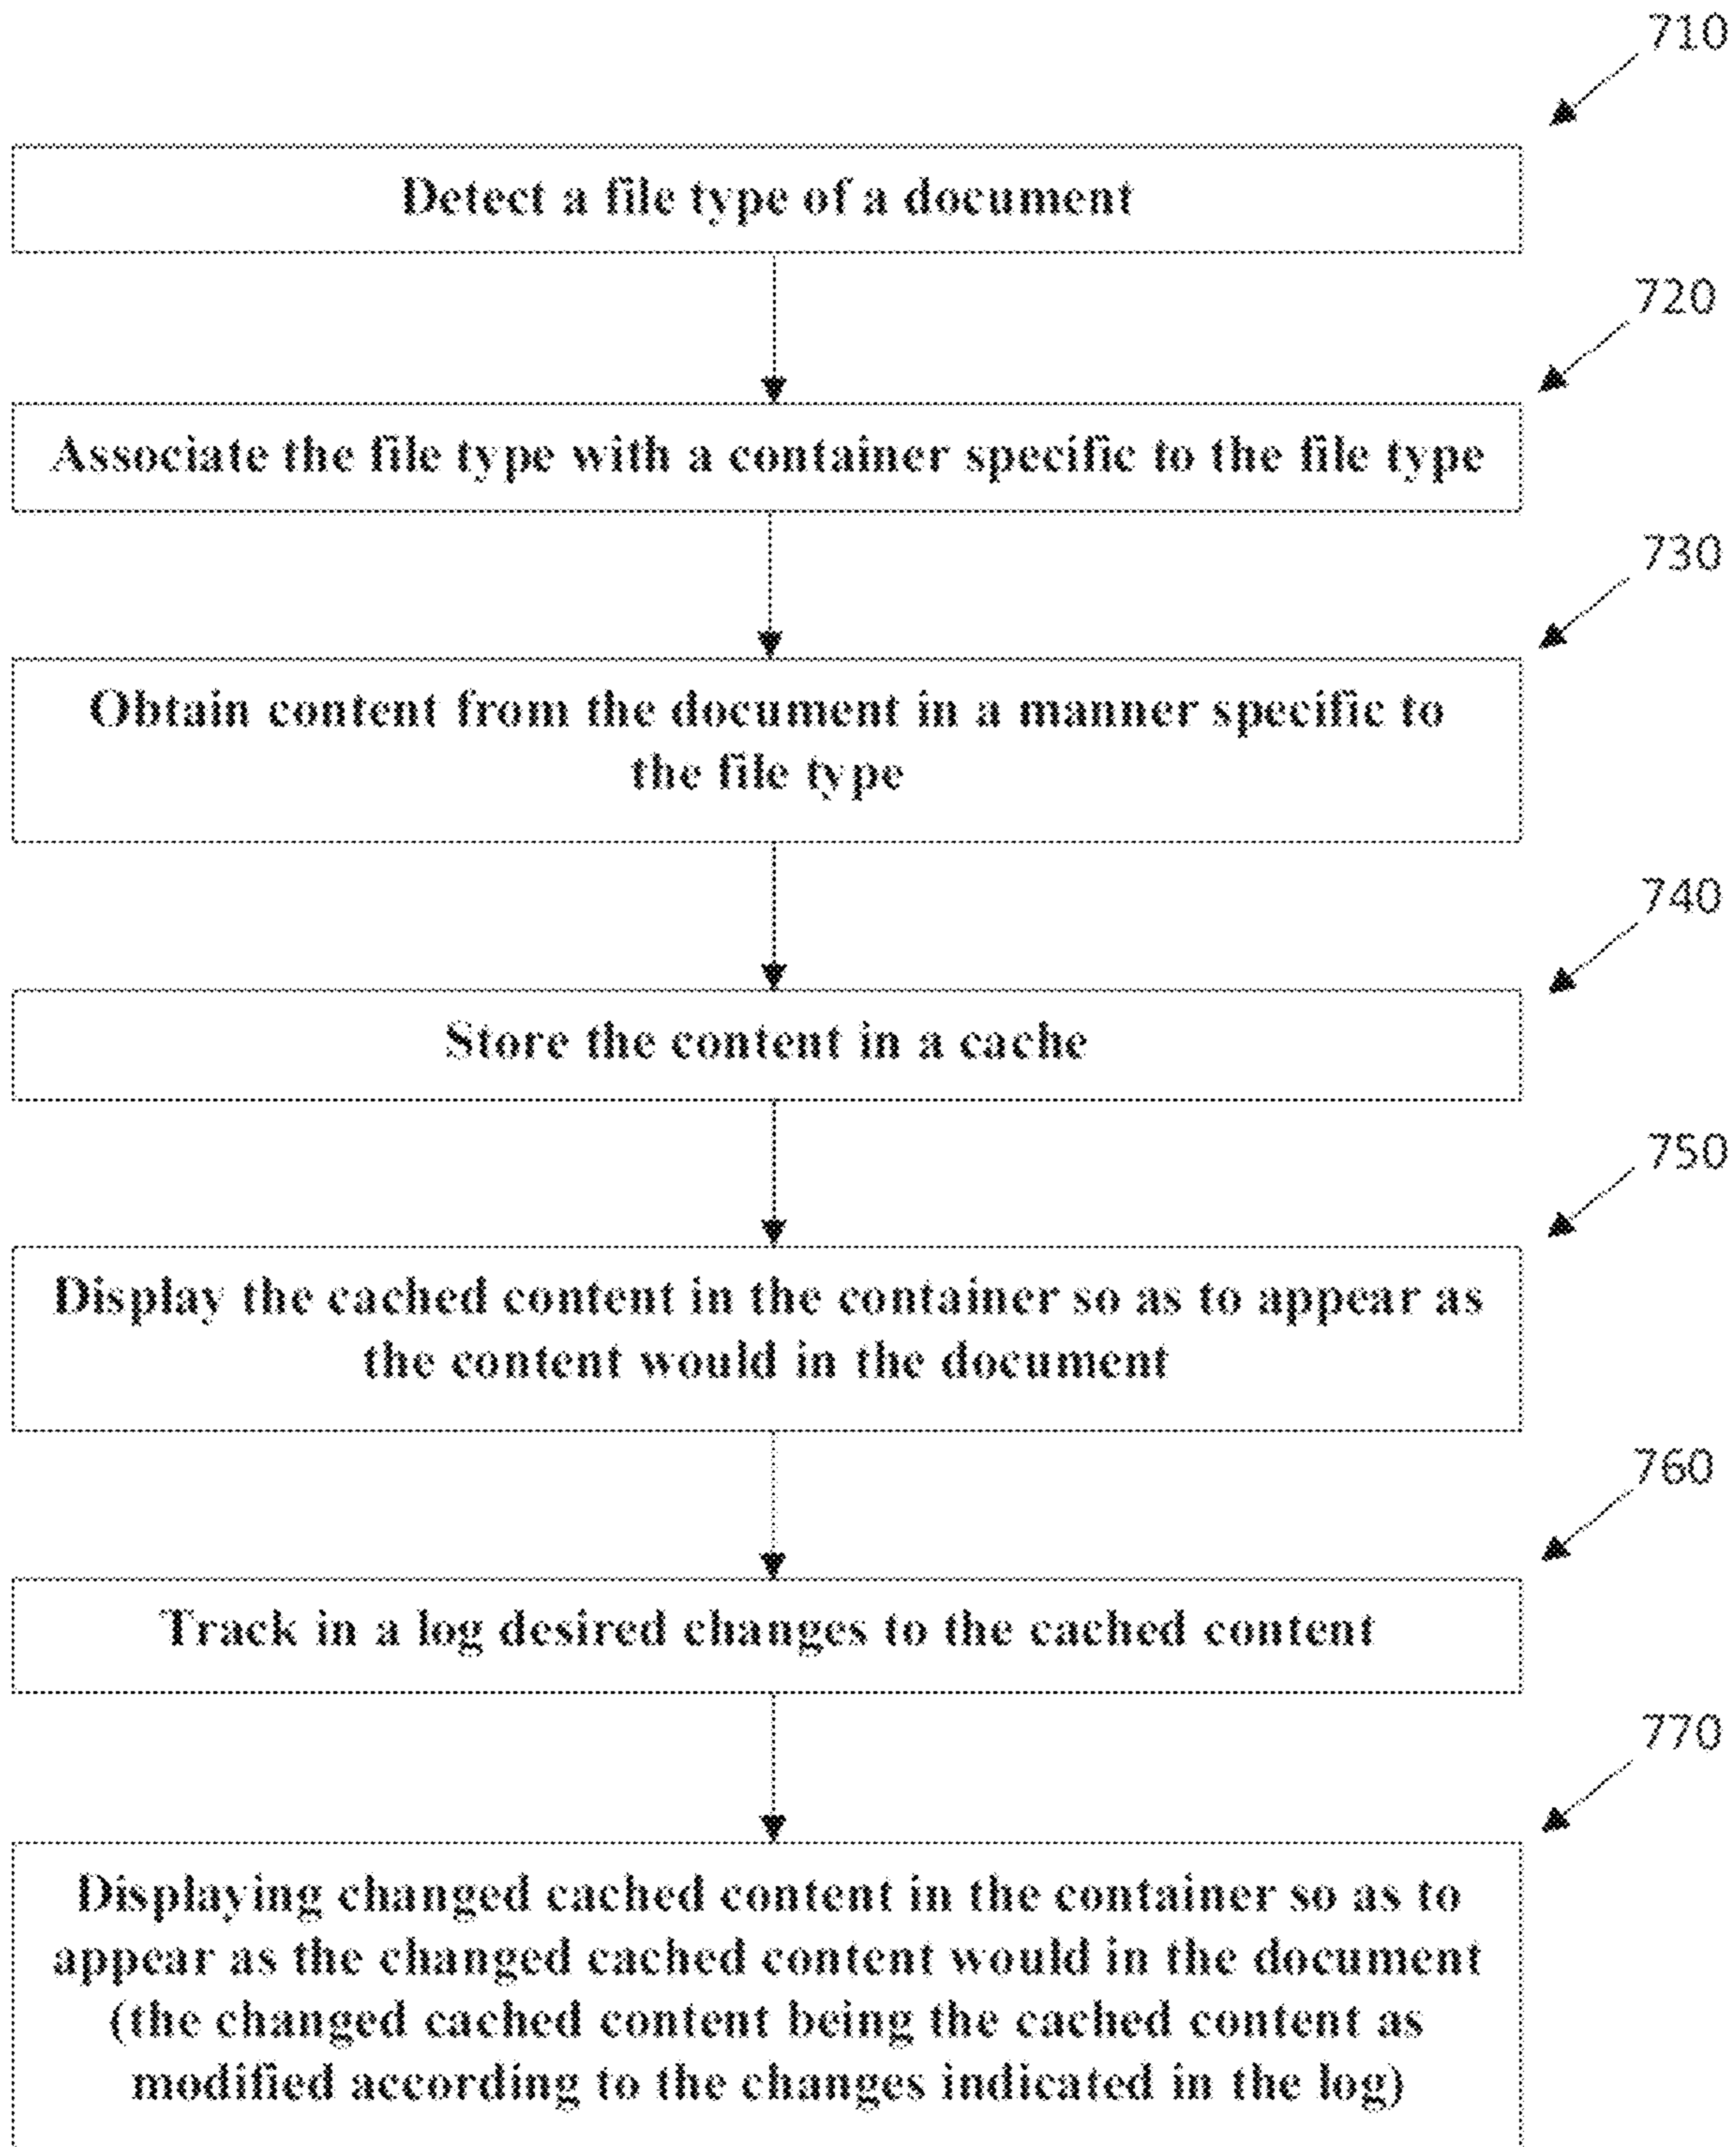 710
Detect a file type of a document
720
Associate the file type with a container specific to the file type
730
Obtain content from the document in a manner specific to
the file type
740
Store the content in a cache
750
Display the cached content in the container so as to appear as
the content would in the document
760
Track in a log desired changes to the cached content
770
Displaying changed cached content in the container so as to
appear as the changed cached content would in the document
(the changed cached content being the cached content as
modified according to the changes indicated in the log)